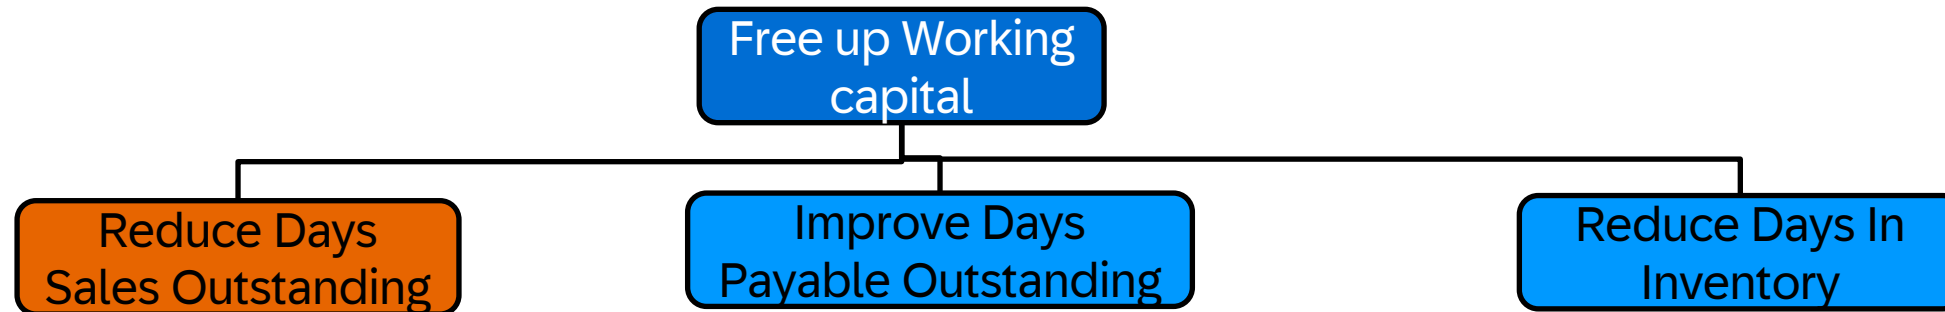 Free up Working
capital
Reduce Days
Sales Outstanding
Improve Days
Payable Outstanding
Reduce Days In
Inventory